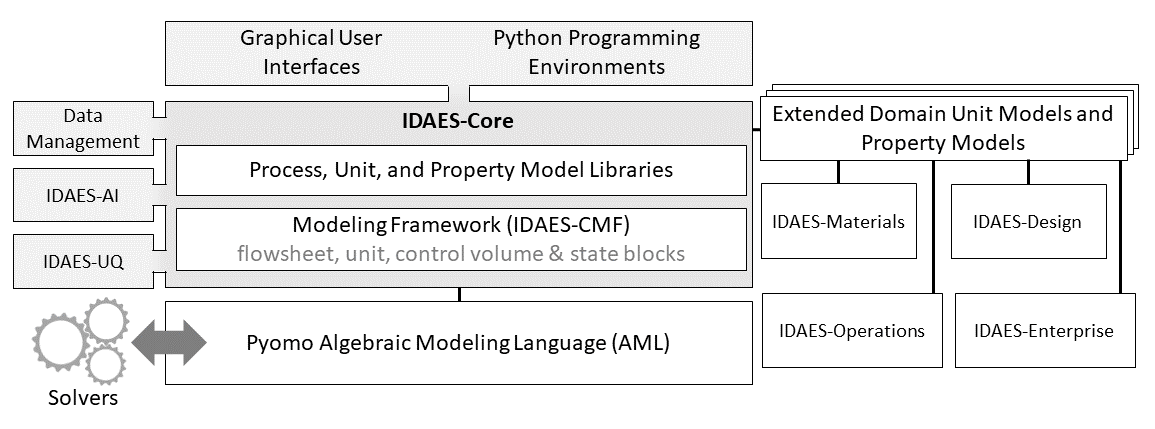 Graphical User
Interfaces
Python Programming
Environments
Data
Management
IDAES-AI
IDAES-UQ
IDAES-Core
Process, Unit, and Property Model Libraries
Modeling Framework (IDAES-CMF)
flowsheet, unit, control volume & state blocks
Pyomo Algebraic Modeling Language (AML)
Solvers
Extended Domain Unit Models and
Property Models
IDAES-Materials
IDAES-Design
IDAES-Operations
IDAES-Enterprise